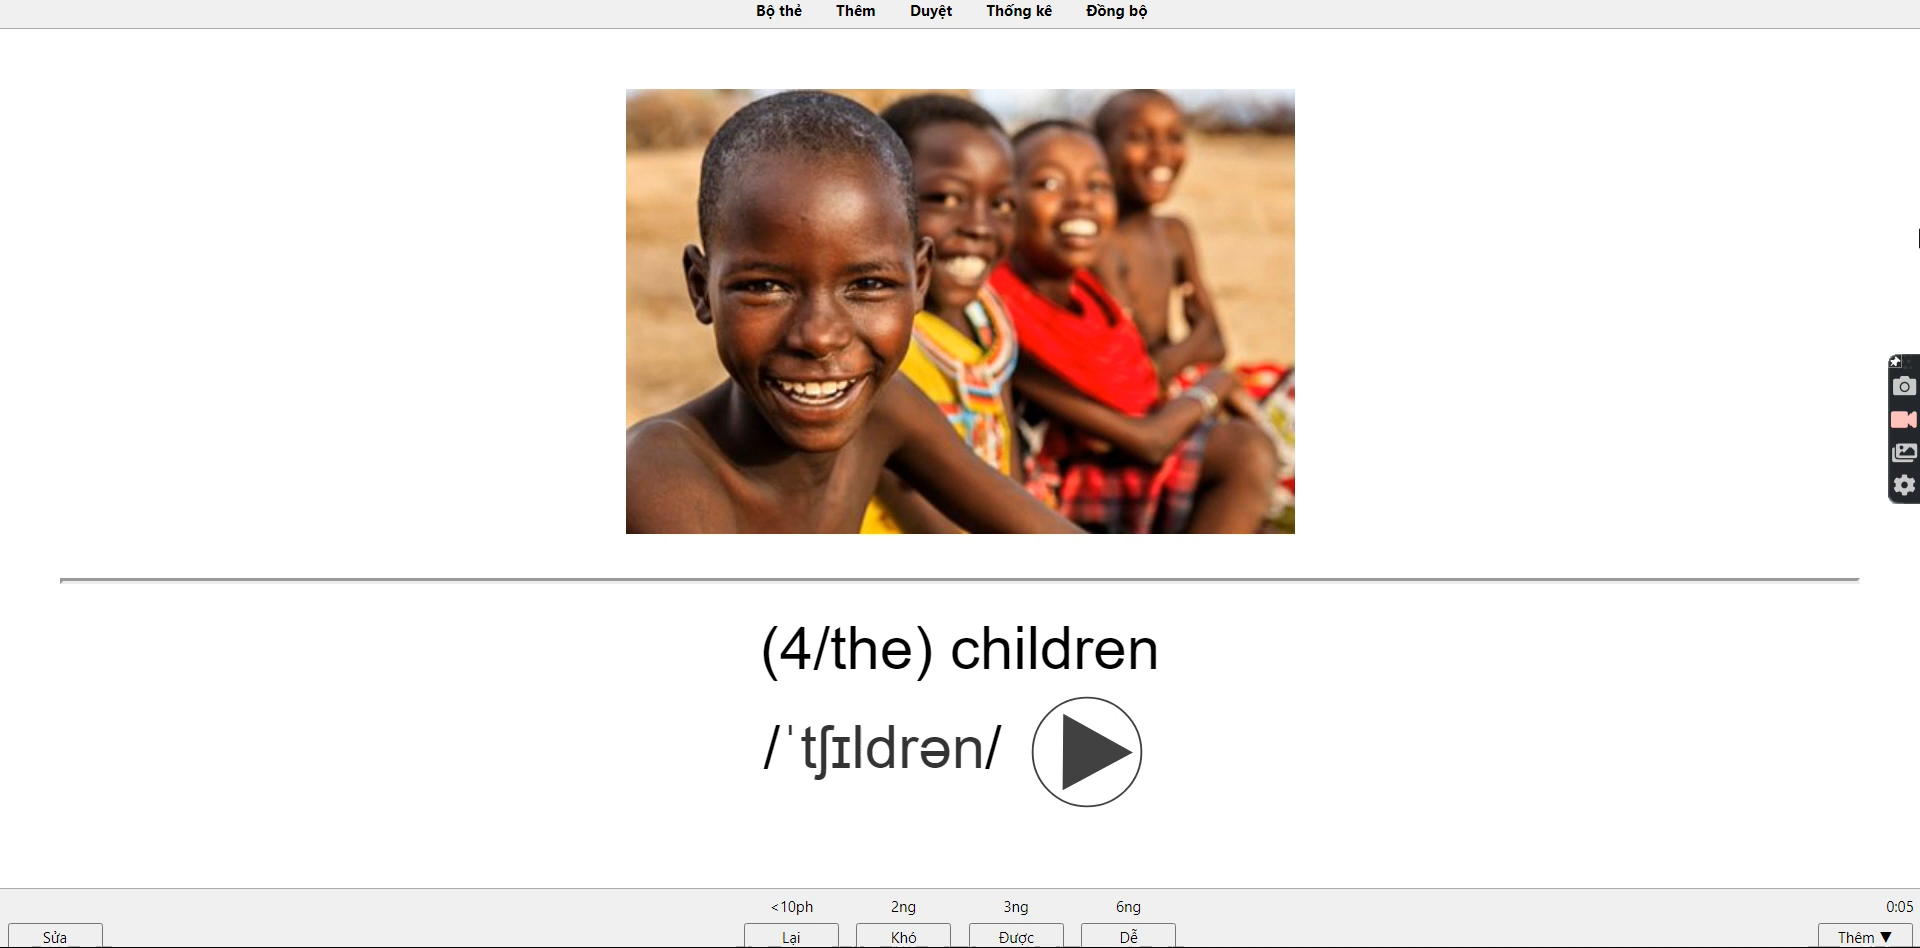 Bộ thẻ Thêm Duyệt Thống kê Đồng bộ
(4/the) children
/ˈtʃɪldrən/
<10ph 2ng 3ng 6ng 0:05
Sửa Lại Khó Được Dễ Thêm ▼